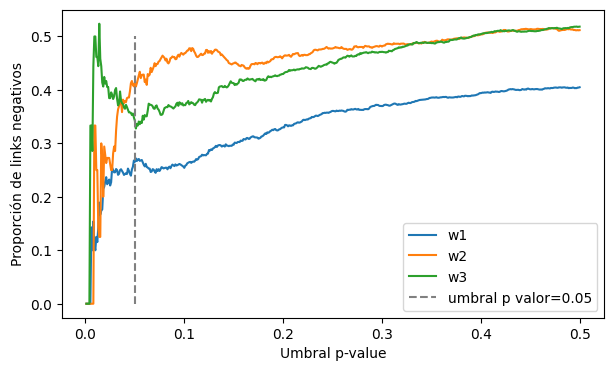 Proporción de links negativos
0.5
0.4
0.3
0.2
0.1
0.0
w1
w2
w3
umbral p valor=0.05
0.0
0.1
0.2
0.3
0.4
0.5
Umbral p-value